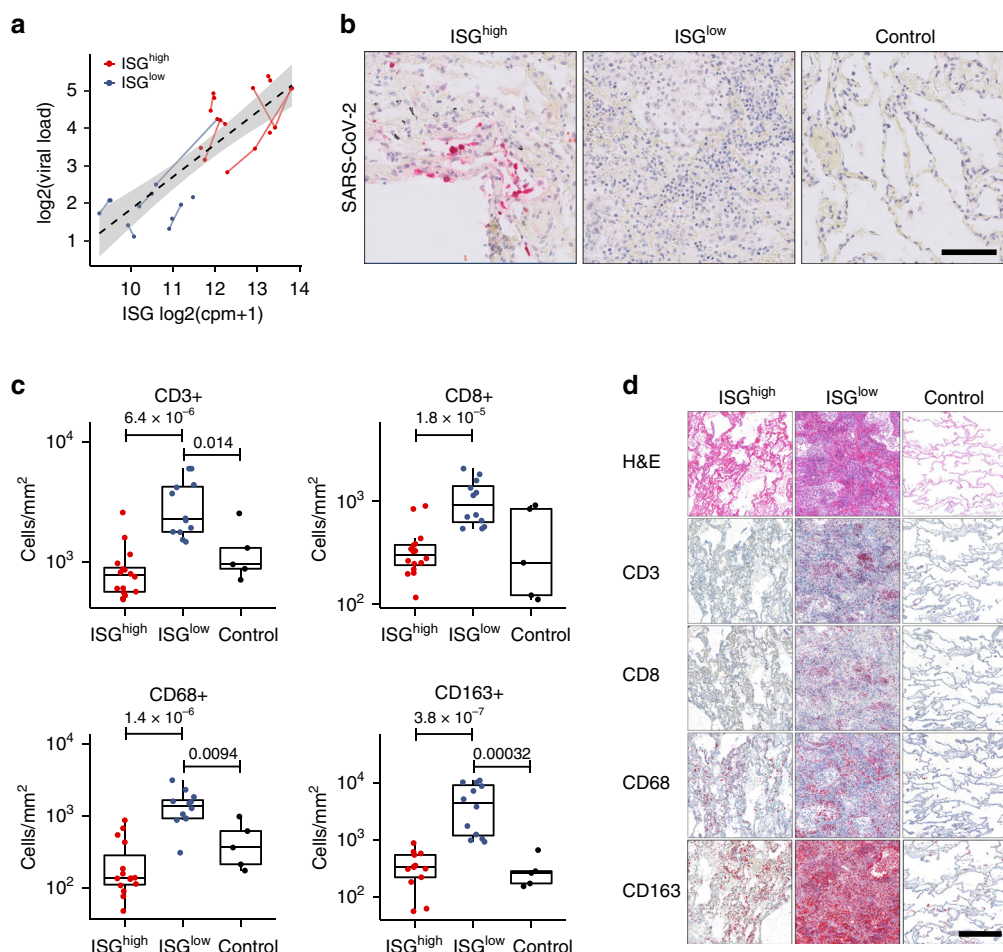 a
ISG^high
ISG^low
5
4
3
2
1
log2(viral load)
10 11 12 13 14
ISG log2(cpm+1)
b
ISG^high ISG^low Control
SARS-CoV-2
c
CD3+
6.4 × 10^–6
0.014
10^4
10^3
Cells/mm^2
ISG^high ISG^low Control
CD8+
1.8 × 10^–5
10^3
10^2
Cells/mm^2
ISG^high ISG^low Control
CD68+
1.4 × 10^–6
0.0094
10^4
10^3
10^2
Cells/mm^2
ISG^high ISG^low Control
CD163+
3.8 × 10^–7
0.00032
10^4
10^3
10^2
Cells/mm^2
ISG^high ISG^low Control
d
ISG^high ISG^low Control
H&E
CD3
CD8
CD68
CD163